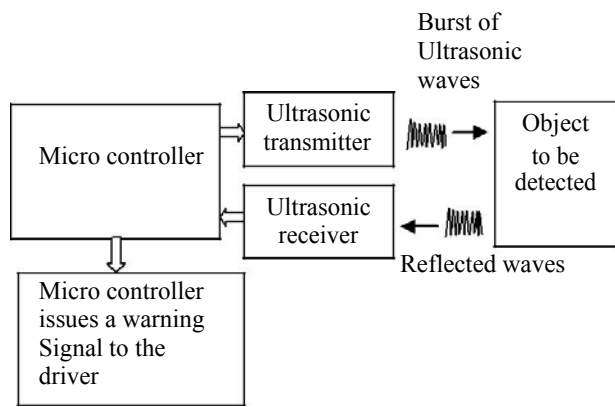 Burst of
Ultrasonic
waves
Micro controller
Ultrasonic
transmitter
Object
to be
detected
Ultrasonic
receiver
Reflected waves
Micro controller
issues a warning
Signal to the
driver